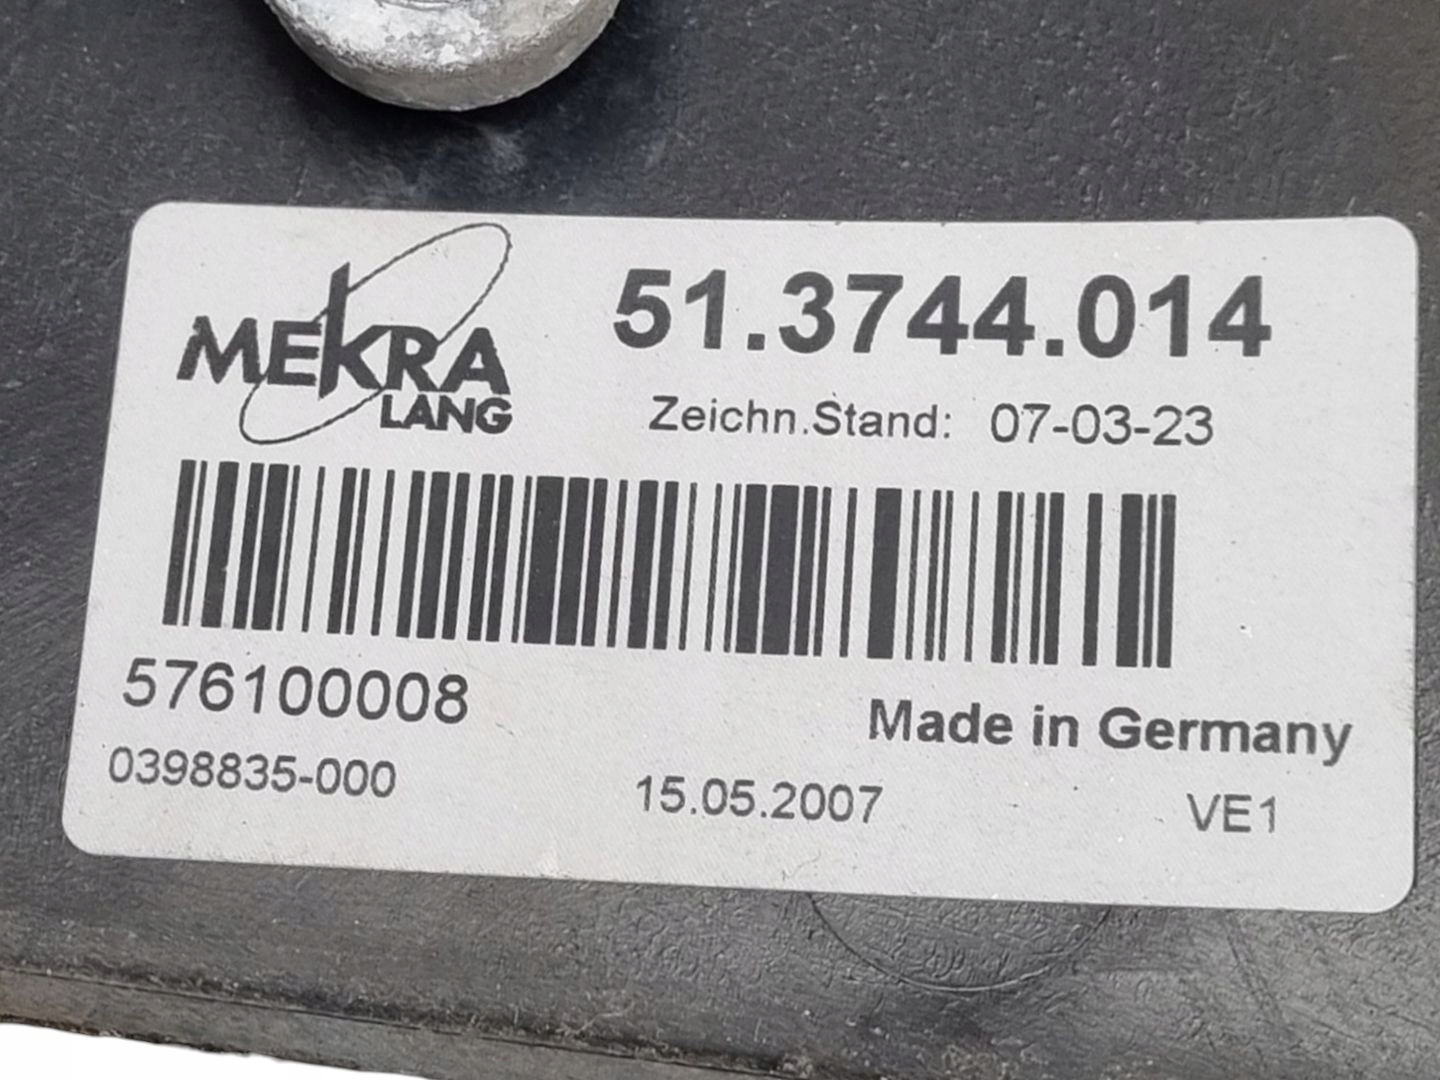 MEKRA
LANG
51.3744.014
Zeichn.Stand: 07-03-23
576100008
Made in Germany
0398835-000
15.05.2007
VE1